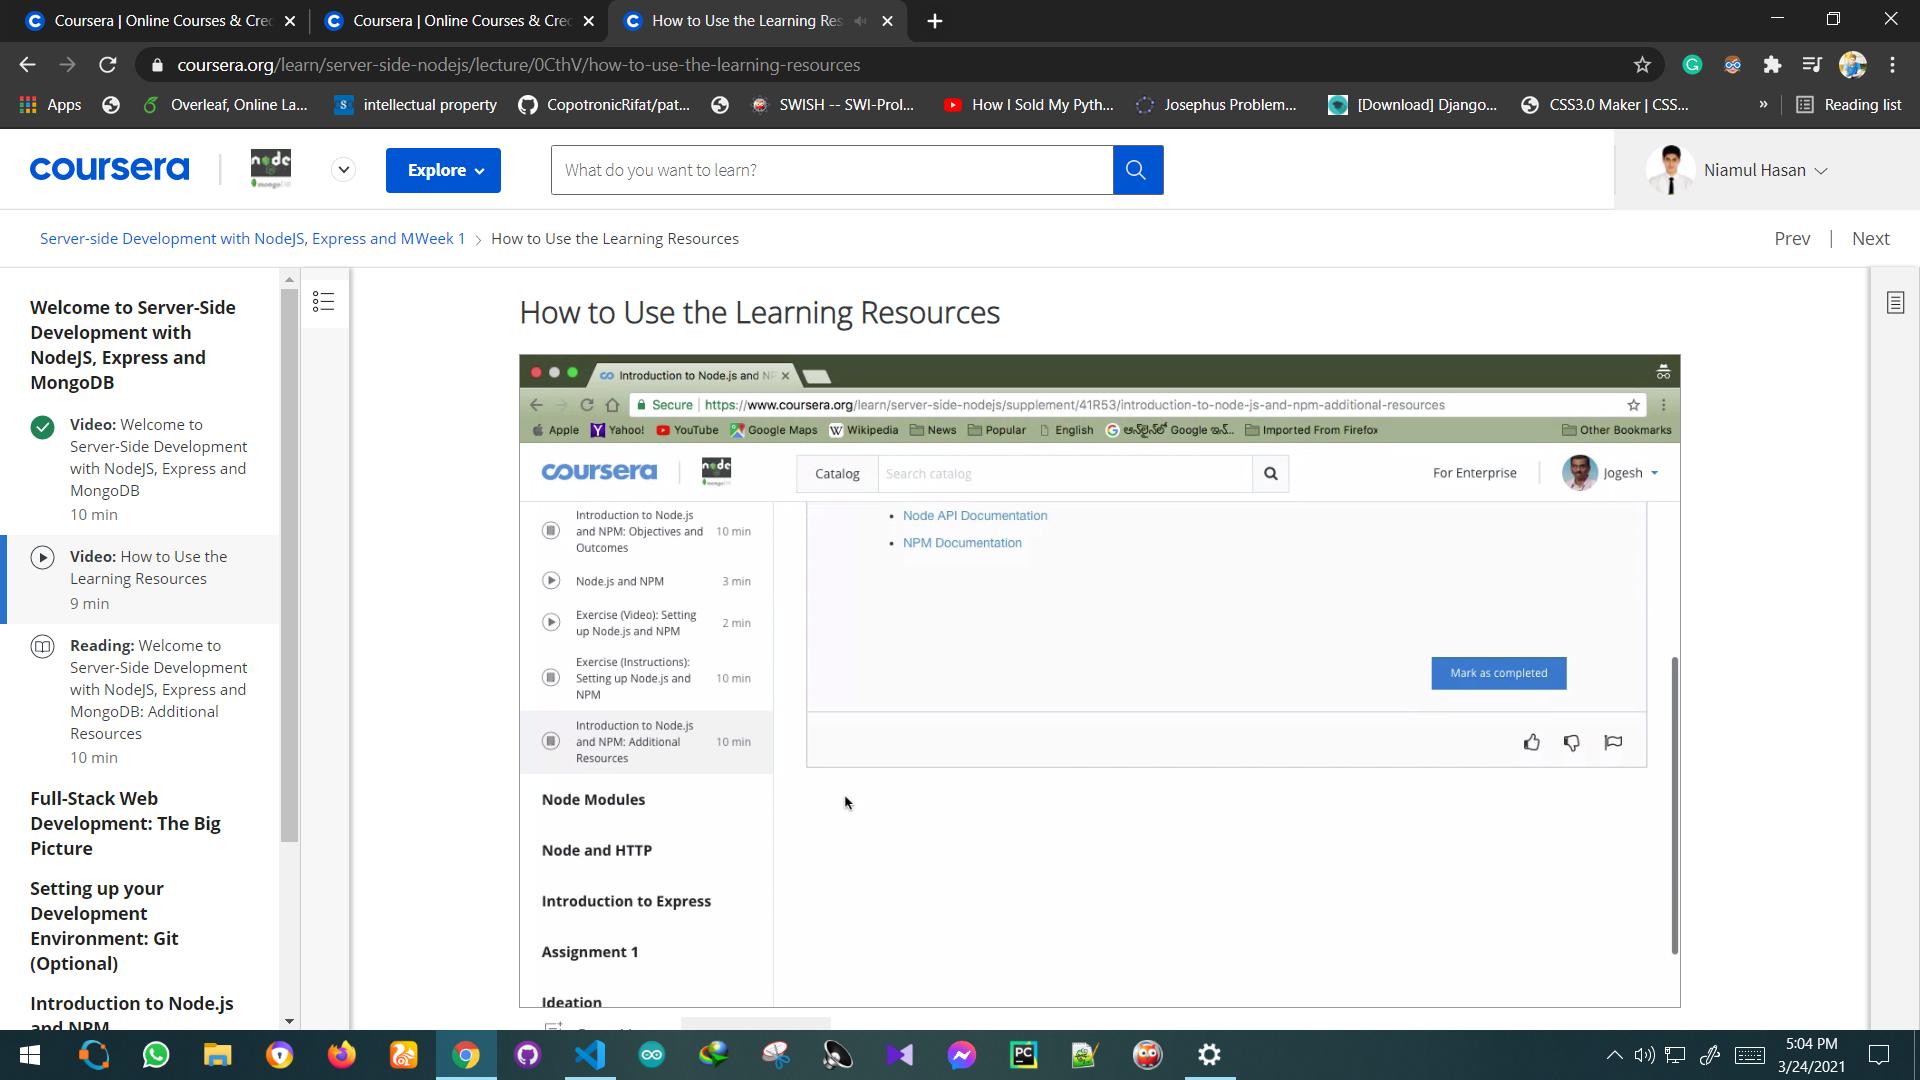 Coursera | Online Courses & Cre
Coursera | Online Courses & Cre
How to Use the Learning Res
coursera.org/learn/server-side-nodejs/lecture/0CthV/how-to-use-the-learning-resources
Apps
Overleaf, Online La...
intellectual property
CopotronicRifat/pat...
SWISH -- SWI-Prol...
How I Sold My Pyth...
Josephus Problem...
[Download] Django...
CSS3.0 Maker | CSS...
»
Reading list
coursera
node
mongoDB
Explore
What do you want to learn?
Niamul Hasan
Server-side Development with NodeJS, Express and MWeek 1 > How to Use the Learning Resources
Prev | Next
Welcome to Server-Side
Development with
NodeJS, Express and
MongoDB
Video: Welcome to
Server-Side Development
with NodeJS, Express and
MongoDB
10 min
Video: How to Use the
Learning Resources
9 min
Reading: Welcome to
Server-Side Development
with NodeJS, Express and
MongoDB: Additional
Resources
10 min
Full-Stack Web
Development: The Big
Picture
Setting up your
Development
Environment: Git
(Optional)
Introduction to Node.js
and NPM
How to Use the Learning Resources
Introduction to Node.js and NP
Secure | https://www.coursera.org/learn/server-side-nodejs/supplement/41R53/introduction-to-node-js-and-npm-additional-resources
Apple
Yahoo!
YouTube
Google Maps
Wikipedia
News
Popular
English
Imported From Firefox
Other Bookmarks
coursera
node
Catalog
Search catalog
For Enterprise
Jogesh
Introduction to Node.js
and NPM: Objectives and
Outcomes
10 min
Node.js and NPM
3 min
Exercise (Video): Setting
up Node.js and NPM
2 min
Exercise (Instructions):
Setting up Node.js and
NPM
10 min
Introduction to Node.js
and NPM: Additional
Resources
10 min
Node Modules
Node and HTTP
Introduction to Express
Assignment 1
Ideation
• Node API Documentation
• NPM Documentation
Mark as completed
5:04 PM
3/24/2021